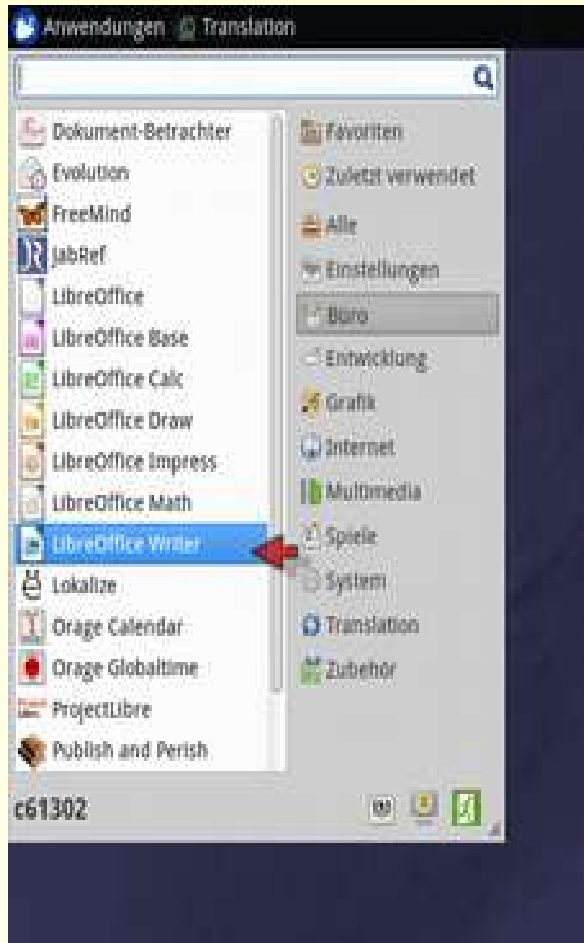 Anwendungen Translation
Dokument-Betrachter
Evolution
FreeMind
JabRef
LibreOffice
LibreOffice Base
LibreOffice Calc
LibreOffice Draw
LibreOffice Impress
LibreOffice Math
LibreOffice Writer
Lokalize
Orage Calendar
Orage Globaltime
ProjectLibre
Publish and Perish
Favoriten
Zuletzt verwendet
Alle
Einstellungen
Büro
Entwicklung
Grafik
Internet
Multimedia
Spiele
System
Translation
Zubehör
c61302